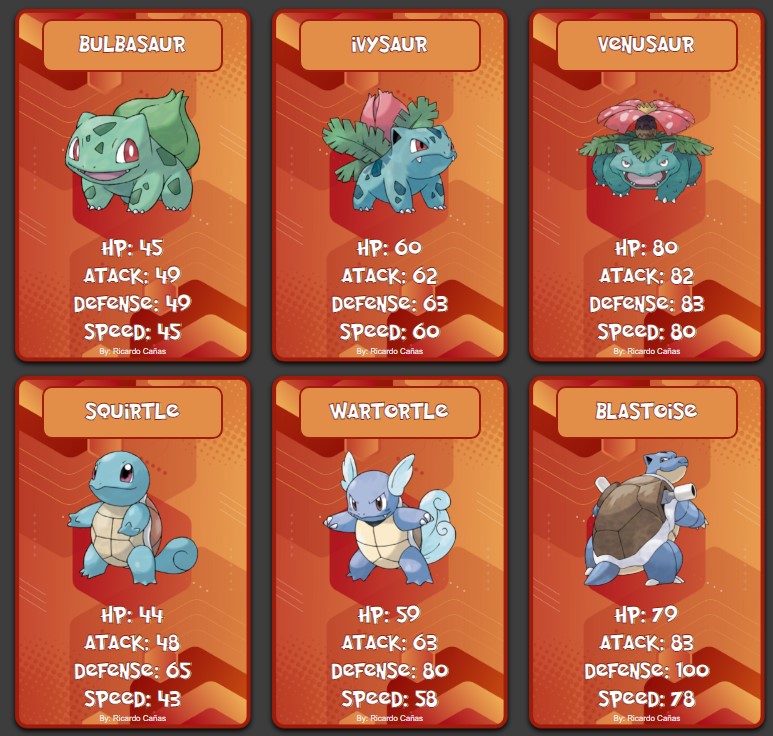 BULBASAUR
HP: 45
ATACK: 49
DEFENSE: 49
SPEED: 45
By: Ricardo Cañas
IVYSAUR
HP: 60
ATACK: 62
DEFENSE: 63
SPEED: 60
By: Ricardo Cañas
VENUSAUR
HP: 80
ATACK: 82
DEFENSE: 83
SPEED: 80
By: Ricardo Cañas
SQUIRTLE
HP: 44
ATACK: 48
DEFENSE: 65
SPEED: 43
By: Ricardo Cañas
WARTORTLE
HP: 59
ATACK: 63
DEFENSE: 80
SPEED: 58
By: Ricardo Cañas
BLASTOISE
HP: 79
ATACK: 83
DEFENSE: 100
SPEED: 78
By: Ricardo Cañas